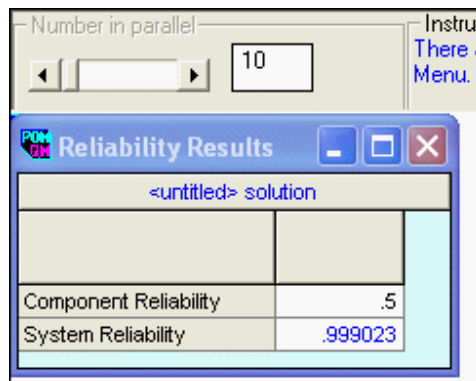 Number in parallel
10
Instru
There
Menu.
POM
QM
Reliability Results
<untitled> solution
Component Reliability .5
System Reliability .999023